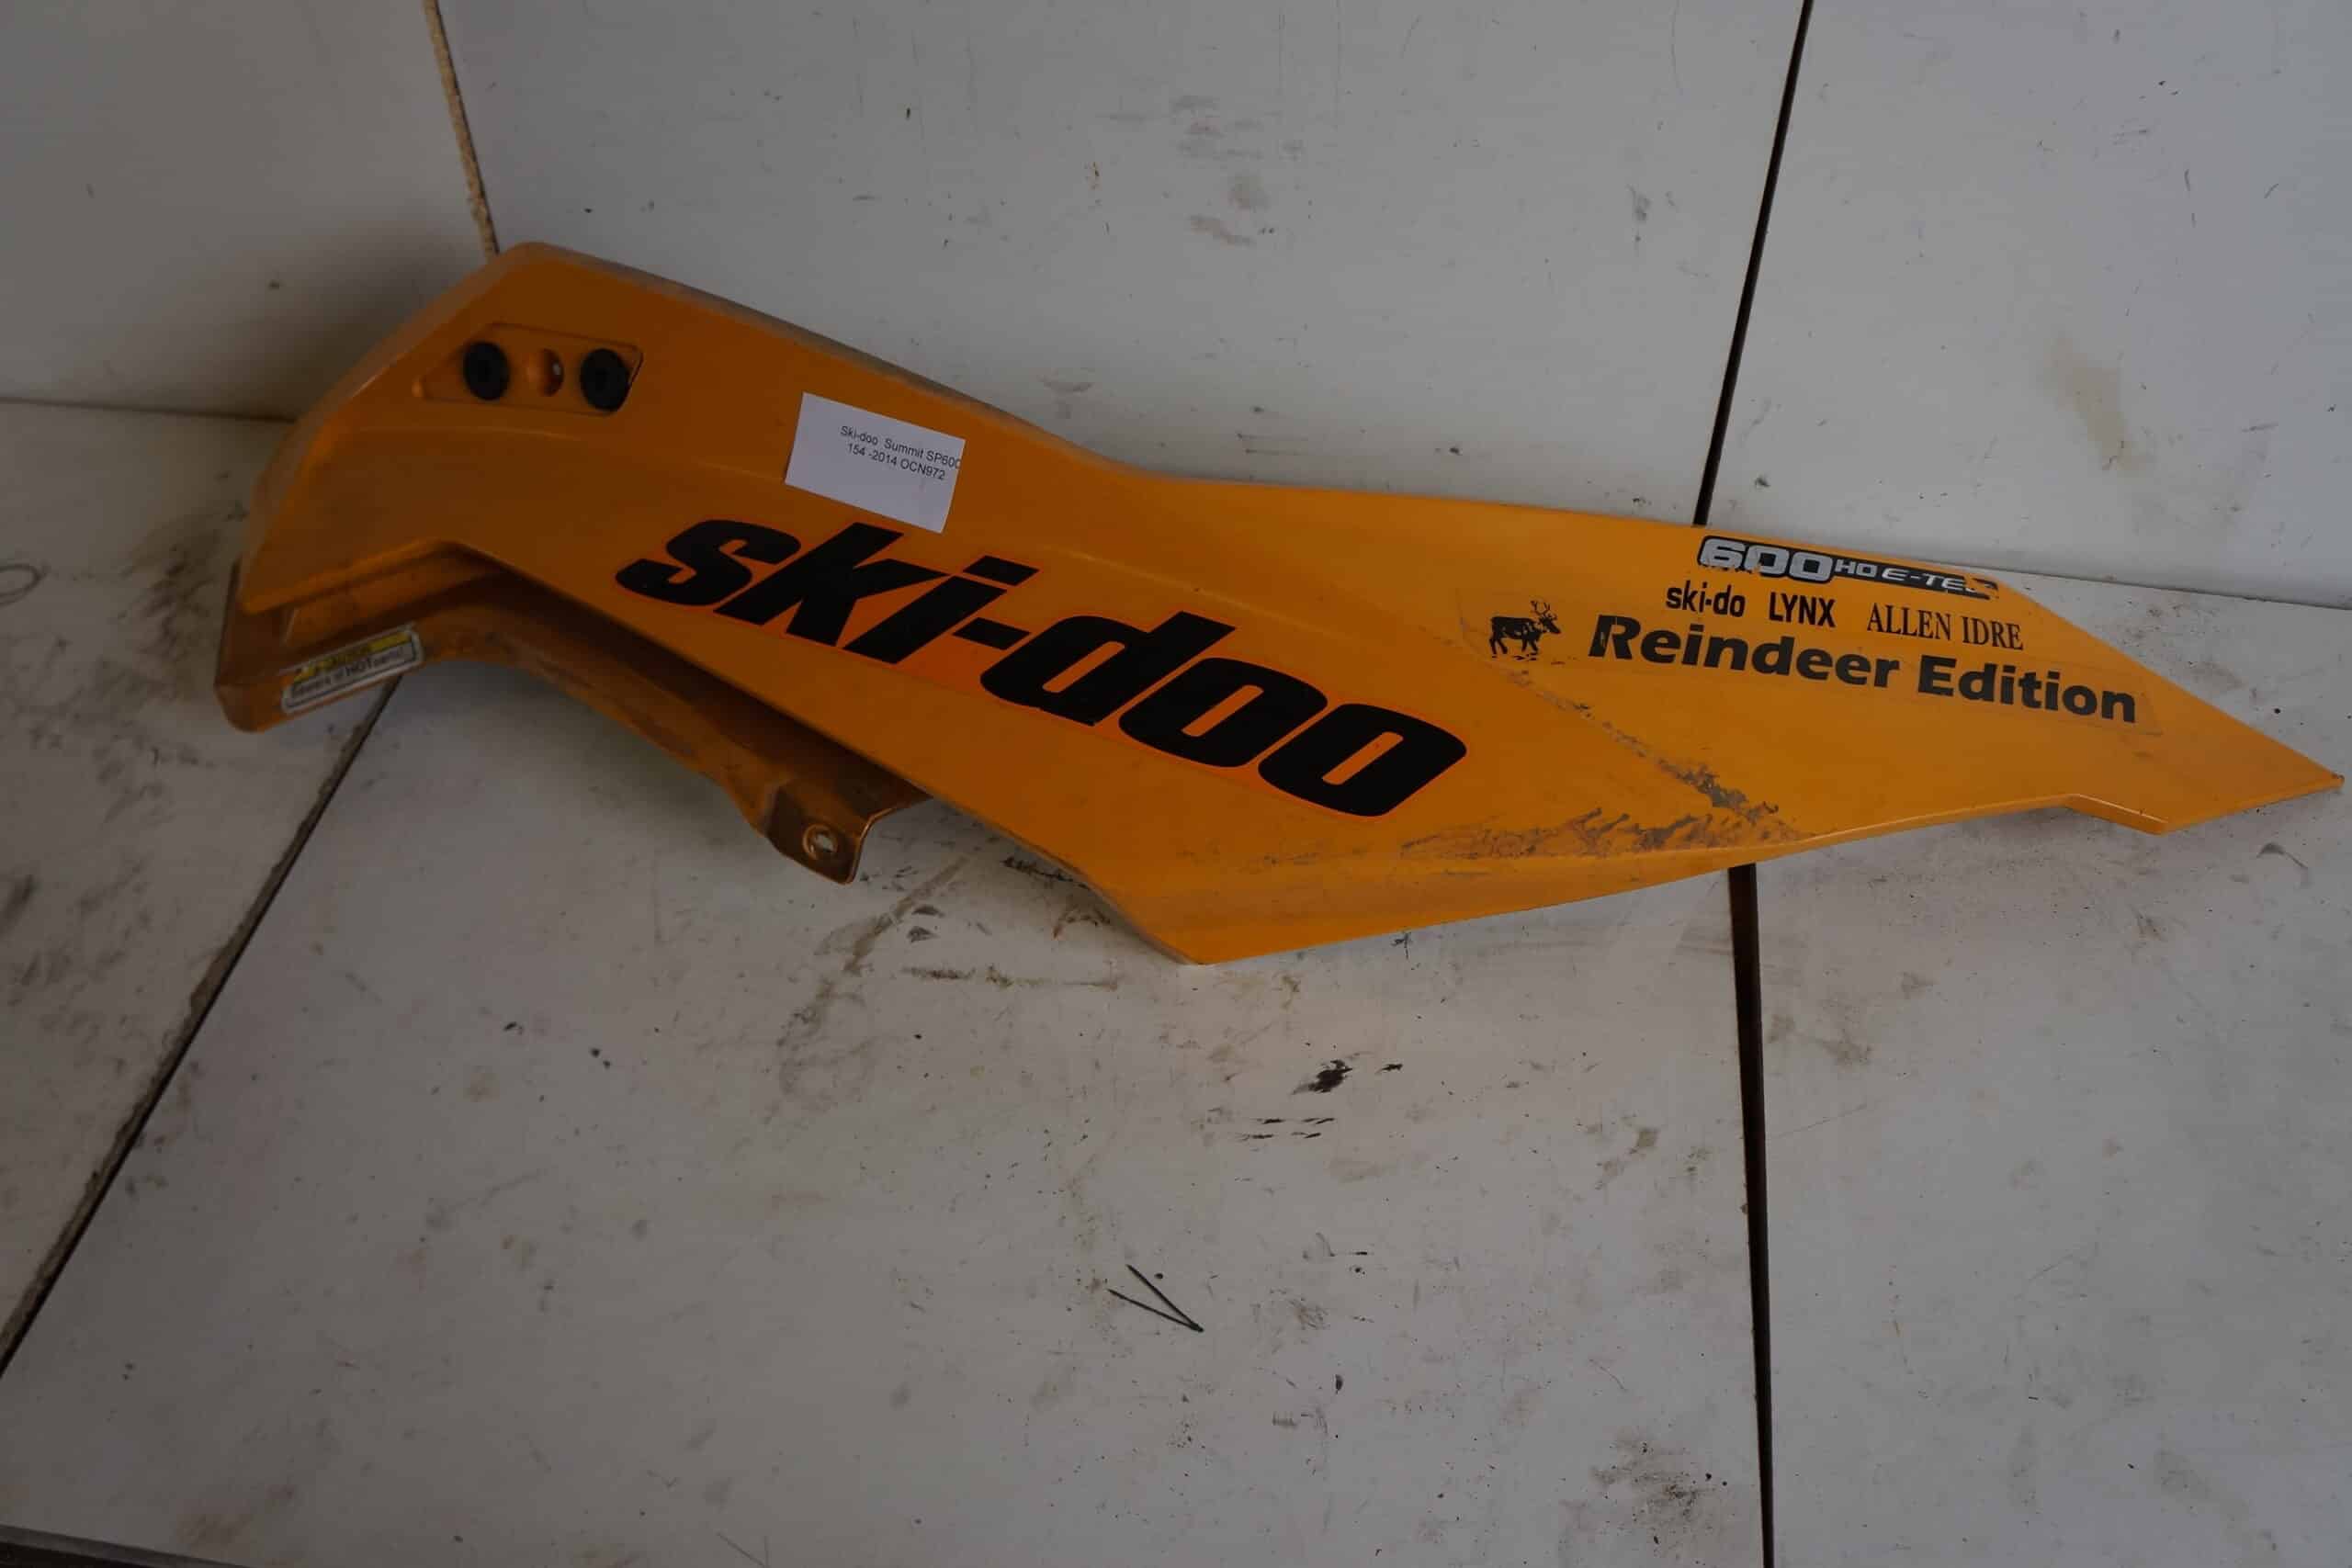 Ski-doo Summit SP600
154 -2014 OCN972
ski-doo
600 HO E-TEC
ski-do LYNX ALLEN IDRE
Reindeer Edition